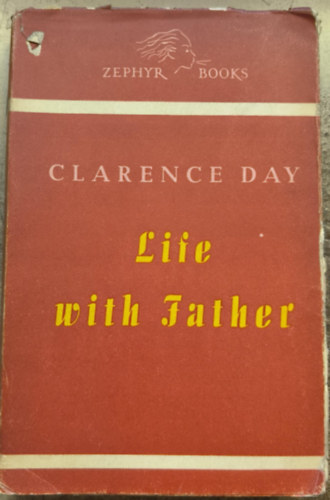 ZEPHYR BOOKS
CLARENCE DAY
Life
with Father